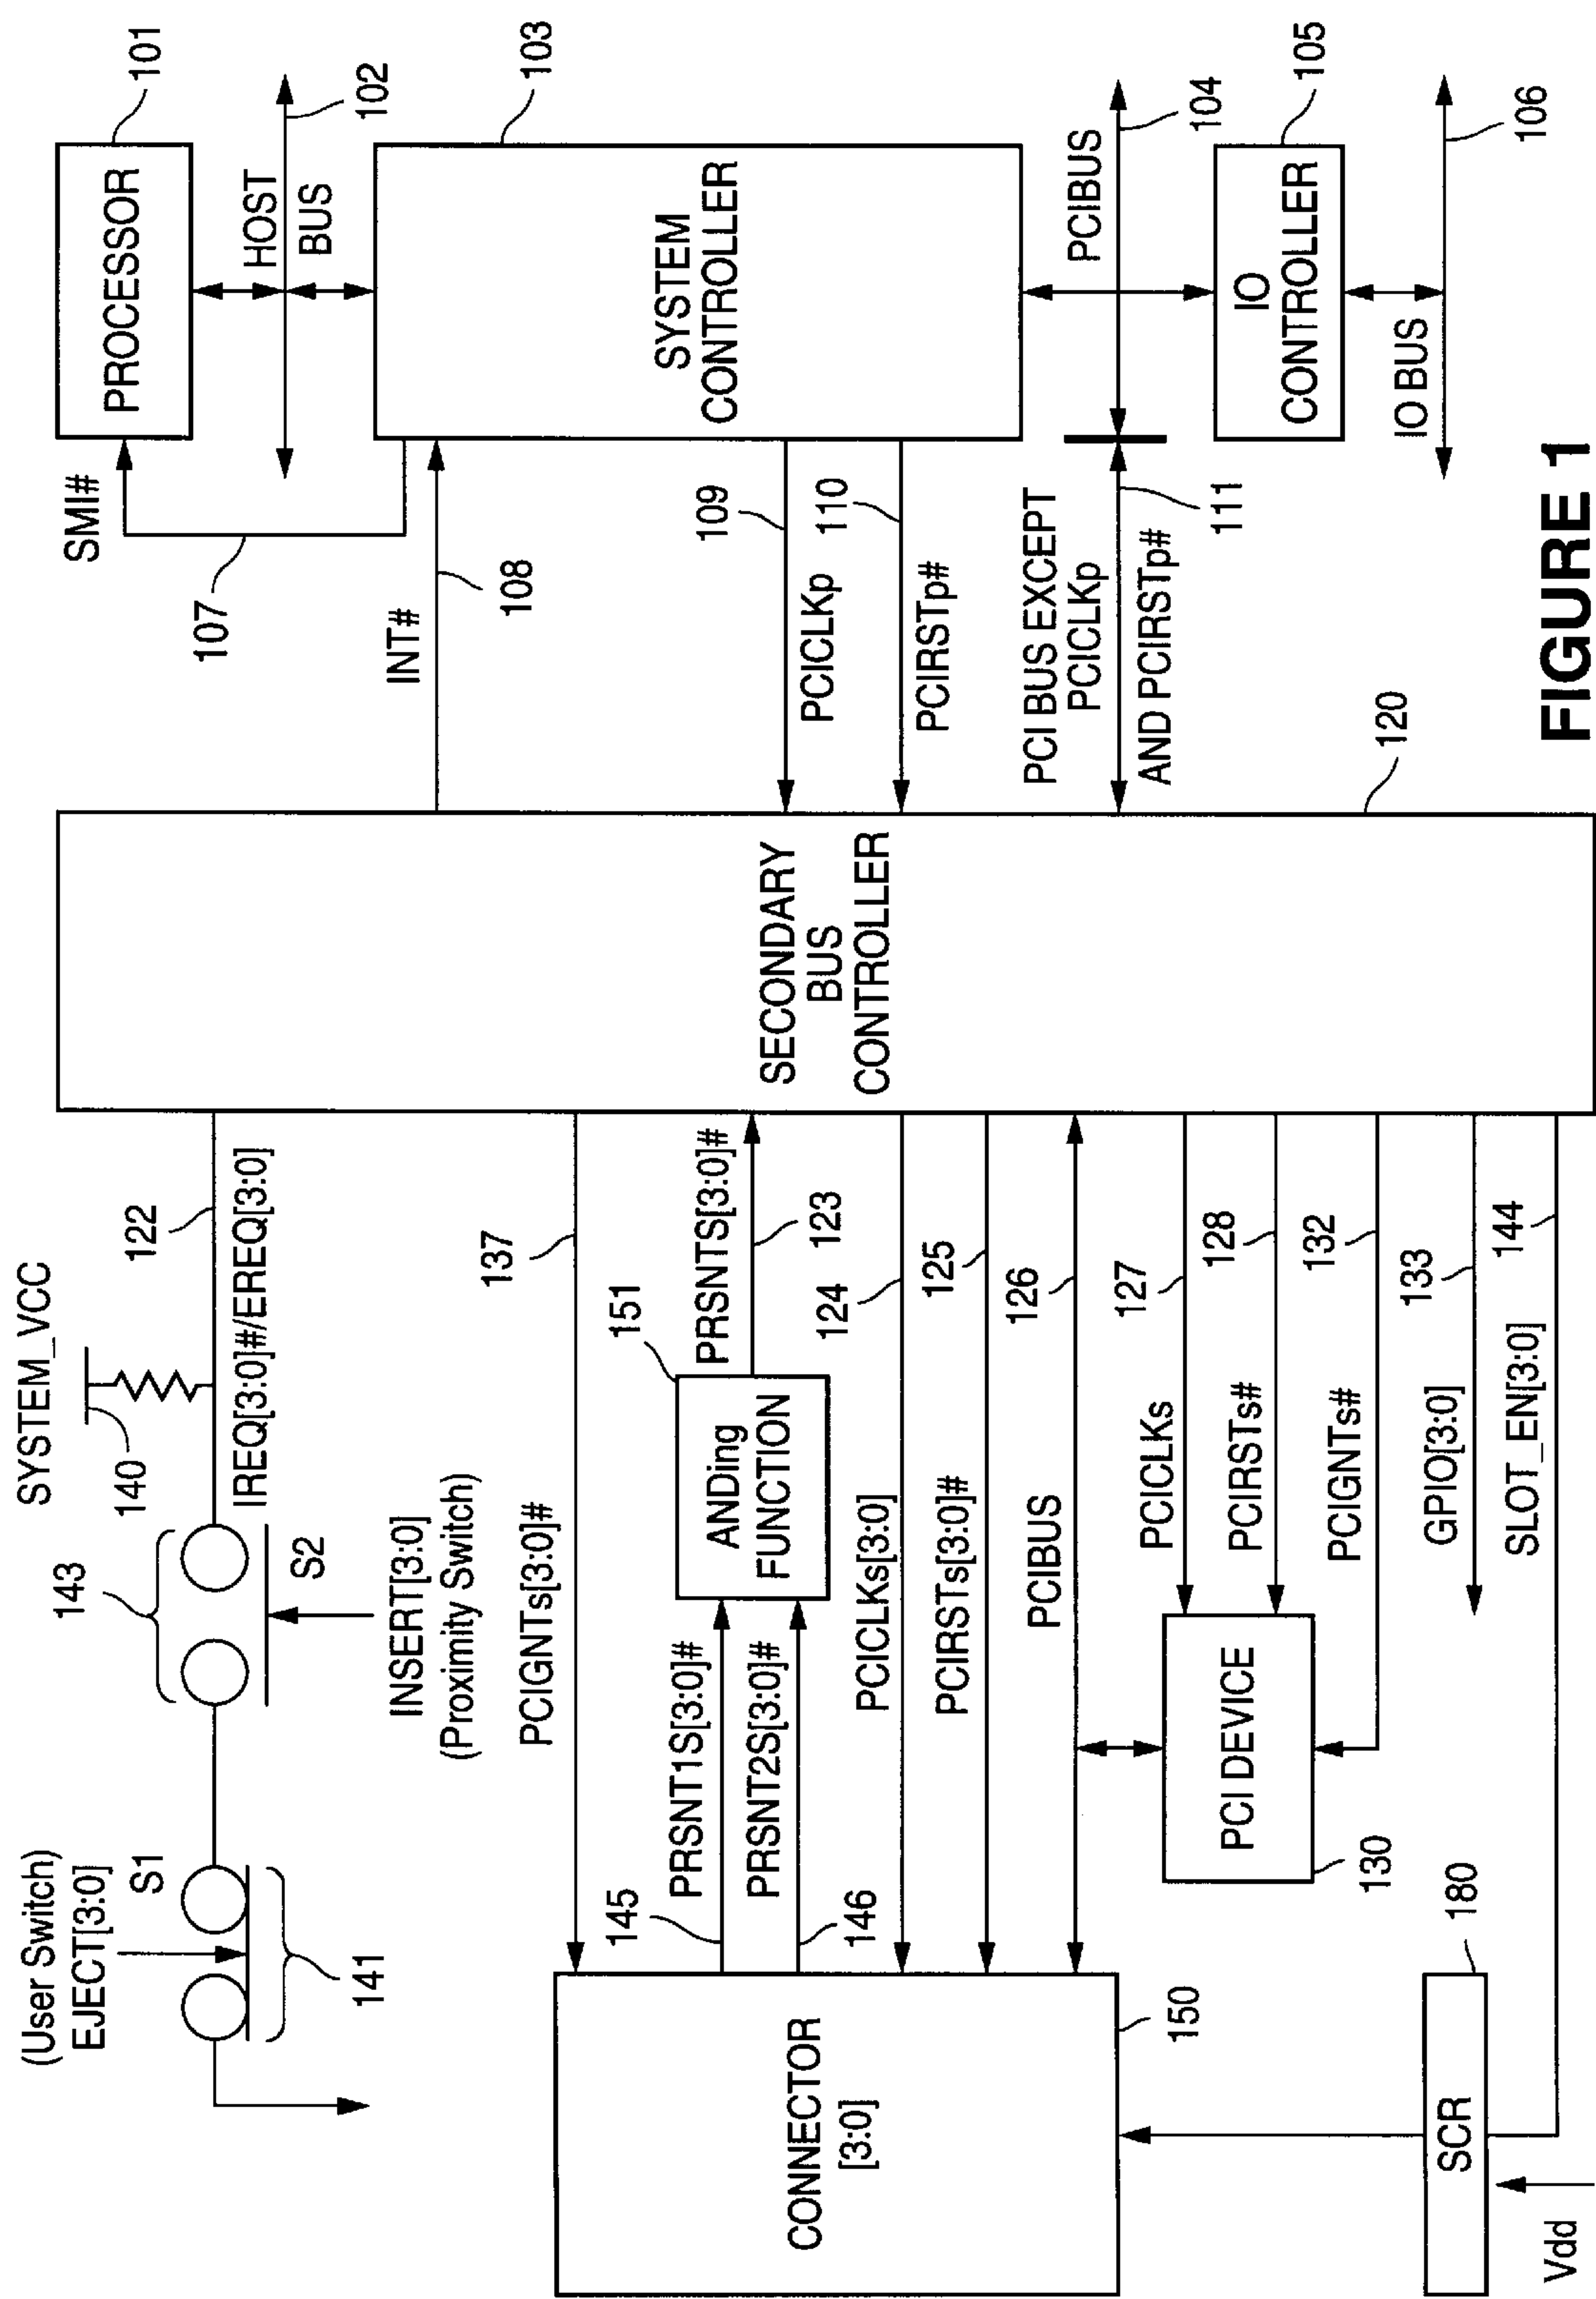 (User Switch)
EJECT[3:0]
S1
141
143
S2
INSERT[3:0]
(Proximity Switch)
SYSTEM_VCC
140
122
IREQ[3:0]#/EREQ[3:0]
PCIGNTs[3:0]#
137
CONNECTOR
[3:0]
150
145
PRSNT1S[3:0]#
PRSNT2S[3:0]#
146
151
ANDing
FUNCTION
PRSNTS[3:0]#
123
PCICLKs[3:0]
124
PCIRSTs[3:0]#
125
PCIBUS
126
PCI DEVICE
130
PCICLKs
127
PCIRSTs#
128
PCIGNTs#
132
GPIO[3:0]
133
SLOT_EN[3:0]
144
SCR
180
Vdd
SECONDARY
BUS
CONTROLLER
120
SMI#
107
INT#
108
109
PCICLKp
110
PCIRSTp#
PCI BUS EXCEPT
PCICLKp
AND PCIRSTp#
111
PROCESSOR
101
HOST
BUS
102
SYSTEM
CONTROLLER
103
PCIBUS
104
IO
CONTROLLER
105
IO BUS
106
FIGURE 1